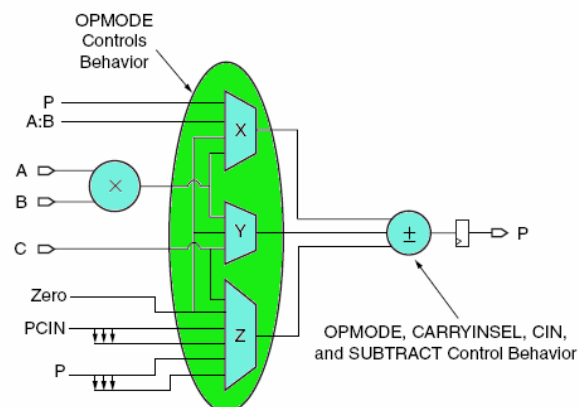 OPMODE
Controls
Behavior
P
A:B
A
B
C
Zero
PCIN
P
×
X
Y
Z
±
P
OPMODE, CARRYINSEL, CIN,
and SUBTRACT Control Behavior